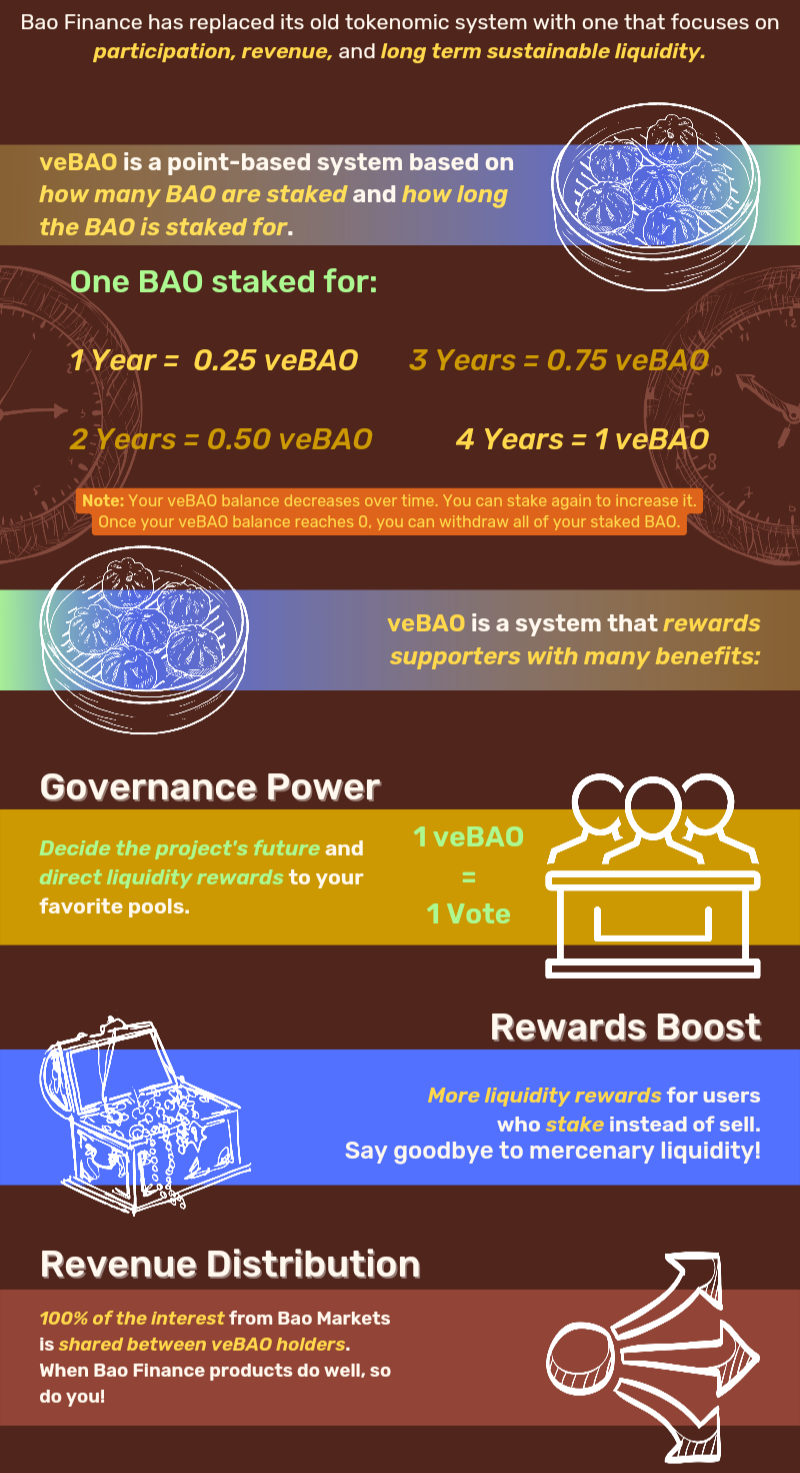 Bao Finance has replaced its old tokenomic system with one that focuses on
participation, revenue, and long term sustainable liquidity.
veBAO is a point-based system based on
how many BAO are staked and how long
the BAO is staked for.
One BAO staked for:
1 Year = 0.25 veBAO
3 Years = 0.75 veBAO
2 Years = 0.50 veBAO
4 Years = 1 veBAO
Note: Your veBAO balance decreases over time. You can stake again to increase it.
Once your veBAO balance reaches 0, you can withdraw all of your staked BAO.
veBAO is a system that rewards
supporters with many benefits:
Governance Power
Decide the project's future and
direct liquidity rewards to your
favorite pools.
1 veBAO
=
1 Vote
Rewards Boost
More liquidity rewards for users
who stake instead of sell.
Say goodbye to mercenary liquidity!
Revenue Distribution
100% of the interest from Bao Markets
is shared between veBAO holders.
When Bao Finance products do well, so
do you!